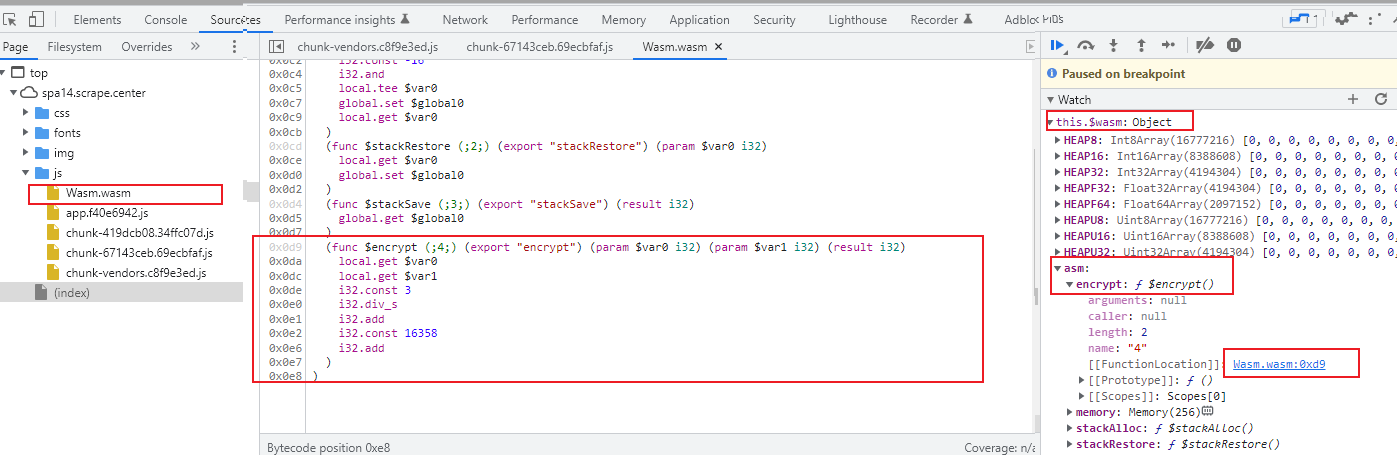 Elements Console Sources Performance insights Network Performance Memory Application Security Lighthouse Recorder 1
Page Filesystem Overrides »
top
spa14.scrape.center
css
fonts
img
js
Wasm.wasm
app.f40e6942.js
chunk-419dcb08.34ffc07d.js
chunk-67143ceb.69ecbfaf.js
chunk-vendors.c8f9e3ed.js
(index)
chunk-vendors.c8f9e3ed.js chunk-67143ceb.69ecbfaf.js Wasm.wasm ×
0x0c2 i32.const -16
0x0c4 i32.and
0x0c5 local.tee $var0
0x0c7 global.set $global0
0x0c9 local.get $var0
0x0cb )
0x0cd (func $stackRestore (;2;) (export "stackRestore") (param $var0 i32)
0x0ce local.get $var0
0x0d0 global.set $global0
0x0d2 )
0x0d4 (func $stackSave (;3;) (export "stackSave") (result i32)
0x0d5 global.get $global0
0x0d7 )
0x0d9 (func $encrypt (;4;) (export "encrypt") (param $var0 i32) (param $var1 i32) (result i32)
0x0da local.get $var0
0x0dc local.get $var1
0x0de i32.const 3
0x0e0 i32.div_s
0x0e1 i32.add
0x0e2 i32.const 16358
0x0e6 i32.add
0x0e7 )
0x0e8 )
Bytecode position 0xe8 Coverage: n/a
Paused on breakpoint
Watch
this.$wasm: Object
HEAP8: Int8Array(16777216) [0, 0, 0, 0, 0, 0, 0,
HEAP16: Int16Array(8388608) [0, 0, 0, 0, 0, 0, 0
HEAP32: Int32Array(4194304) [0, 0, 0, 0, 0, 0, 0
HEAPF32: Float32Array(4194304) [0, 0, 0, 0, 0, 0
HEAPF64: Float64Array(2097152) [0, 0, 0, 0, 0, 0
HEAPU8: Uint8Array(16777216) [0, 0, 0, 0, 0, 0,
HEAPU16: Uint16Array(8388608) [0, 0, 0, 0, 0, 0,
HEAPU32: Uint32Array(4194304) [0, 0, 0, 0, 0, 0,
asm:
encrypt: ƒ $encrypt()
arguments: null
caller: null
length: 2
name: "4"
[[FunctionLocation]]: Wasm.wasm:0xd9
[[Prototype]]: ƒ ()
[[Scopes]]: Scopes[0]
memory: Memory(256)
stackAlloc: ƒ $stackAlloc()
stackRestore: ƒ $stackRestore()